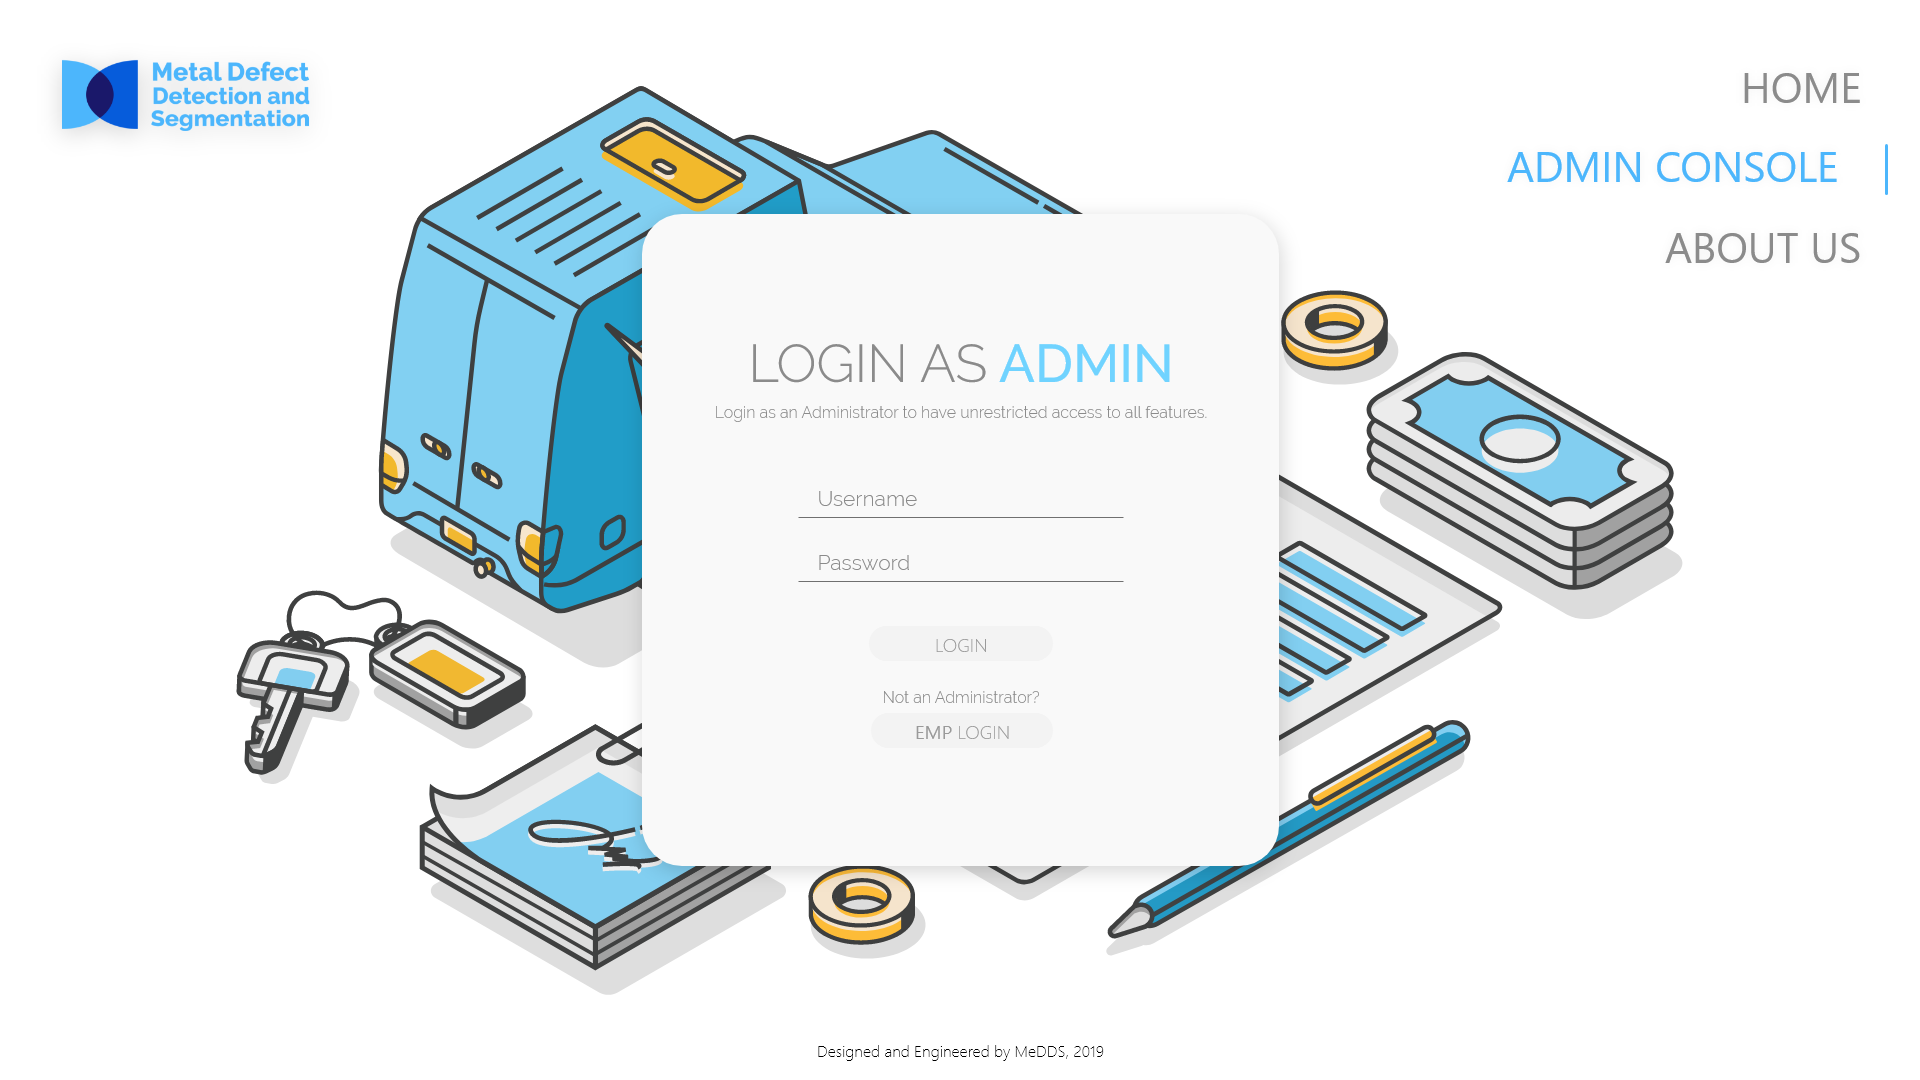 Metal Defect
Detection and
Segmentation
HOME
ADMIN CONSOLE
ABOUT US
LOGIN AS ADMIN
Login as an Administrator to have unrestricted access to all features.
Username
Password
LOGIN
Not an Administrator?
EMP LOGIN
Designed and Engineered by MeDDS, 2019